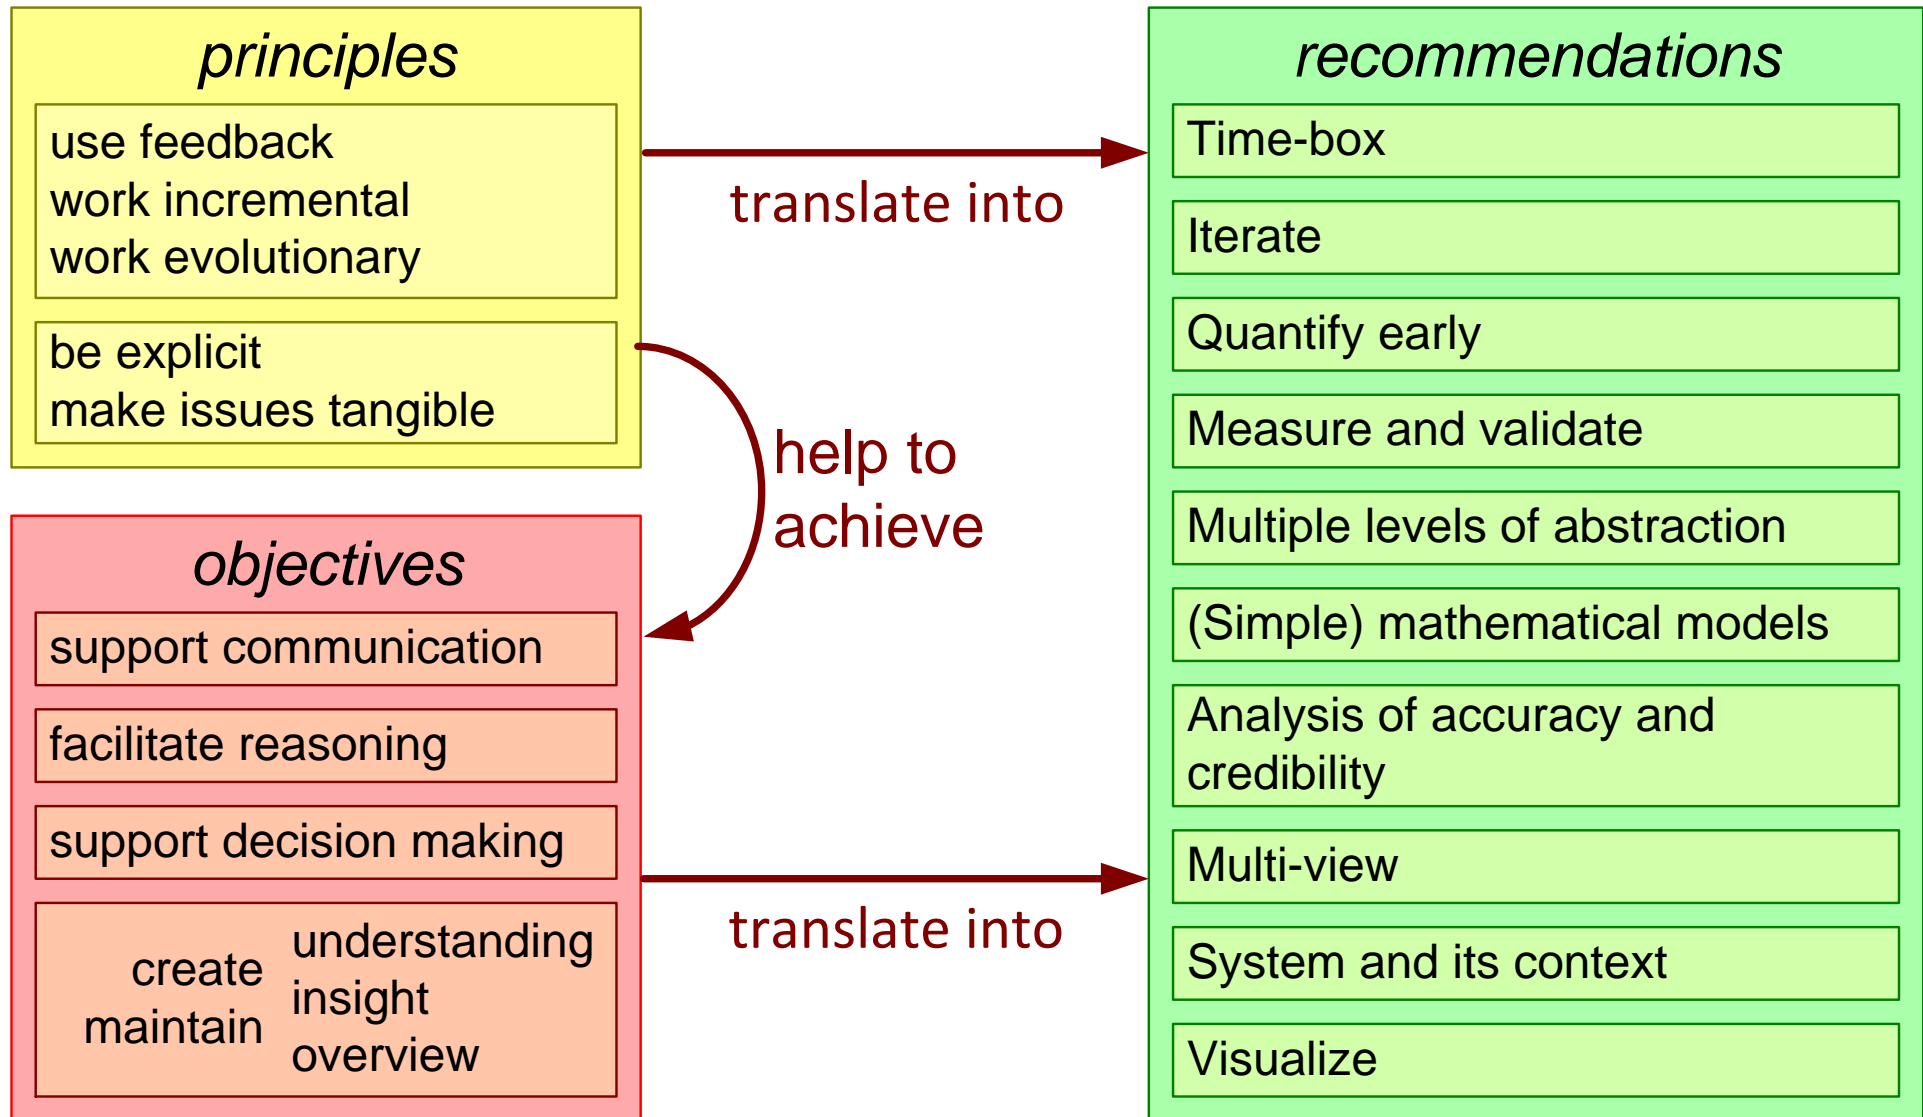 principles
use feedback
work incremental
work evolutionary
be explicit
make issues tangible
translate into
help to
achieve
objectives
support communication
facilitate reasoning
support decision making
create
maintain
understanding
insight
overview
translate into
recommendations
Time-box
Iterate
Quantify early
Measure and validate
Multiple levels of abstraction
(Simple) mathematical models
Analysis of accuracy and
credibility
Multi-view
System and its context
Visualize